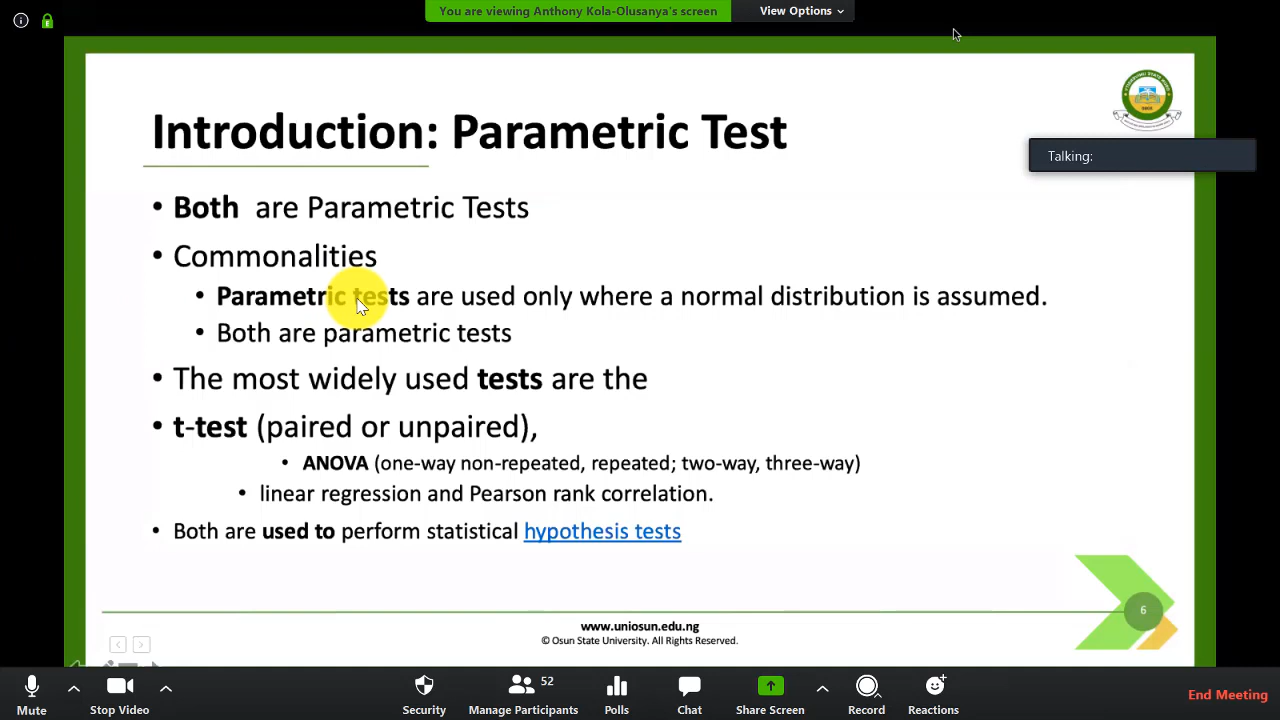 You are viewing Anthony Kola-Olusanya's screen
View Options
Introduction: Parametric Test
Talking:
• Both are Parametric Tests
• Commonalities
• Parametric tests are used only where a normal distribution is assumed.
• Both are parametric tests
• The most widely used tests are the
• t-test (paired or unpaired),
• ANOVA (one-way non-repeated, repeated; two-way, three-way)
• linear regression and Pearson rank correlation.
• Both are used to perform statistical hypothesis tests
6
www.uniosun.edu.ng
© Osun State University. All Rights Reserved.
Mute
Stop Video
Security
Manage Participants
52
Polls
Chat
Share Screen
Record
Reactions
End Meeting